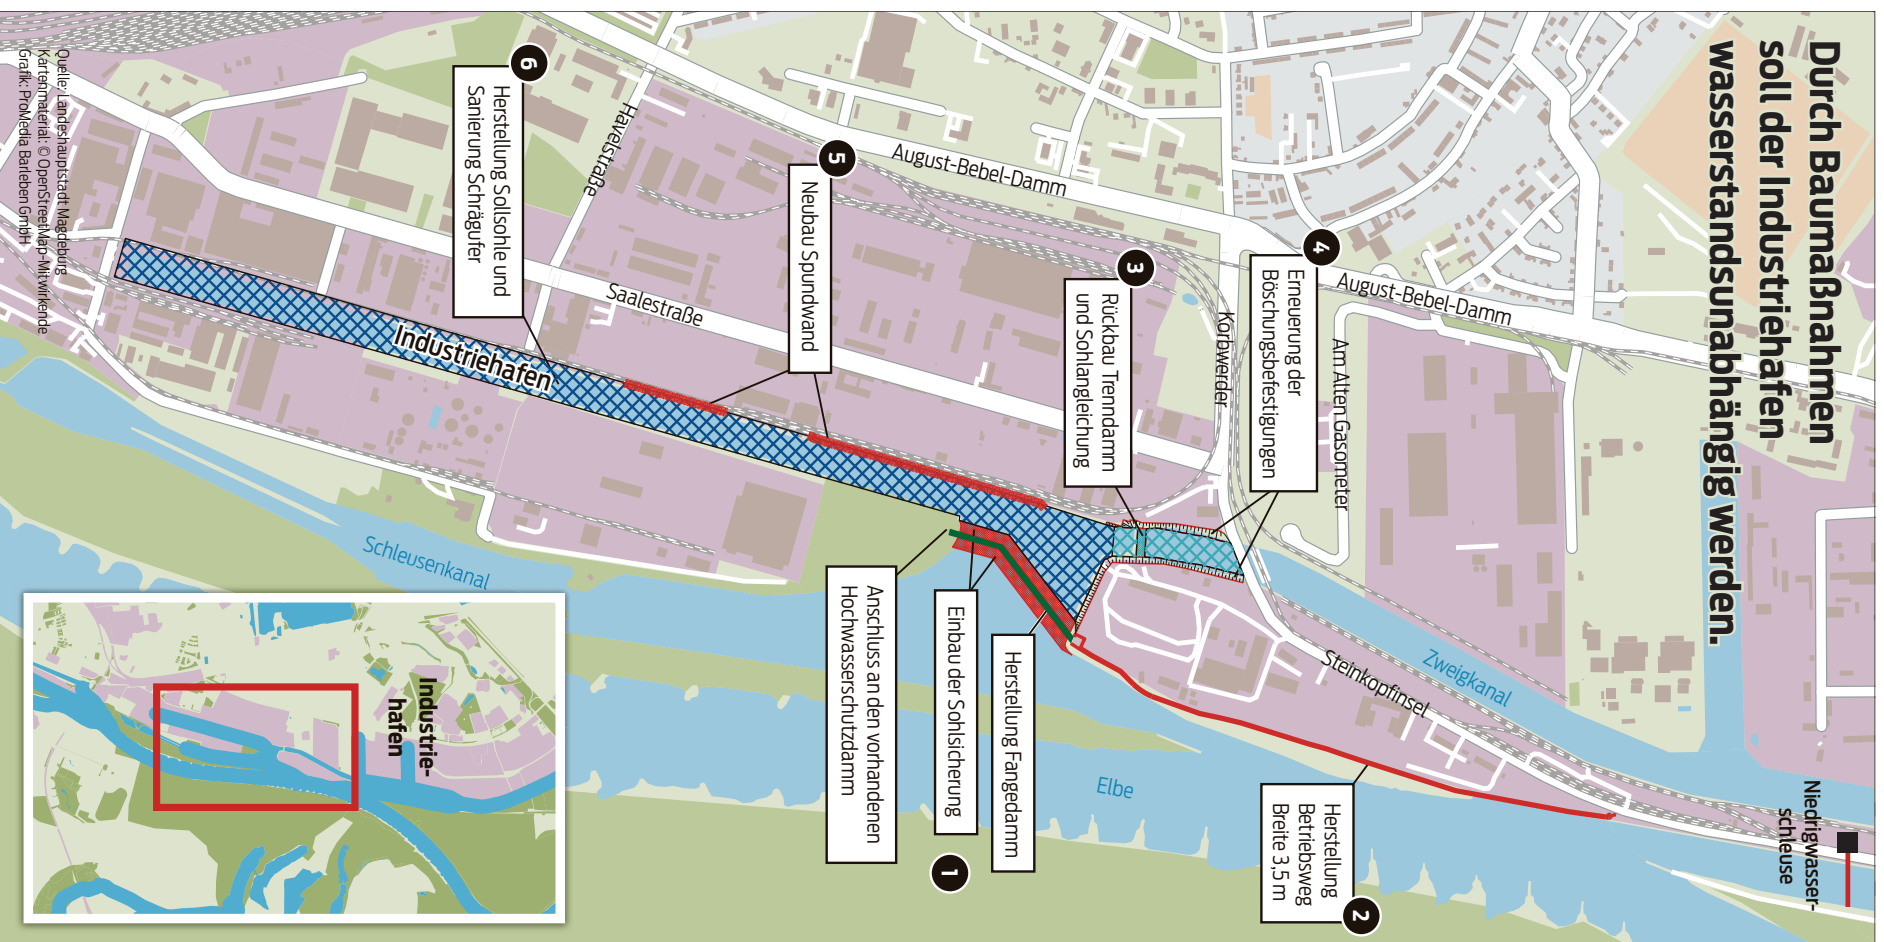 Durch Baumaßnahmen
soll der Industriehafen
wasserstandsunabhängig werden.
Niedrigwasser-
schleuse
2
Herstellung
Betriebsweg
Breite 3,5 m
4
Erneuerung der
Böschungsbefestigungen
3
Rückbau Trenndamm
und Sohlangleichung
1
Herstellung Fangedamm
Einbau der Sohlsicherung
Anschluss an den vorhandenen
Hochwasserschutzdamm
5
Neubau Spundwand
6
Herstellung Sollsohle und
Sanierung Schrägufer
August-Bebel-Damm
August-Bebel-Damm
Am Alten Gasometer
Korbwerder
Steinkopfinsel
Zweigkanal
Elbe
Saalestraße
Havelstraße
Industriehafen
Schleusenkanal
Industrie-
hafen
Quelle: Landeshauptstadt Magdeburg
Kartenmaterial: © OpenStreetMap-Mitwirkende
Grafik: ProMedia Barleben GmbH